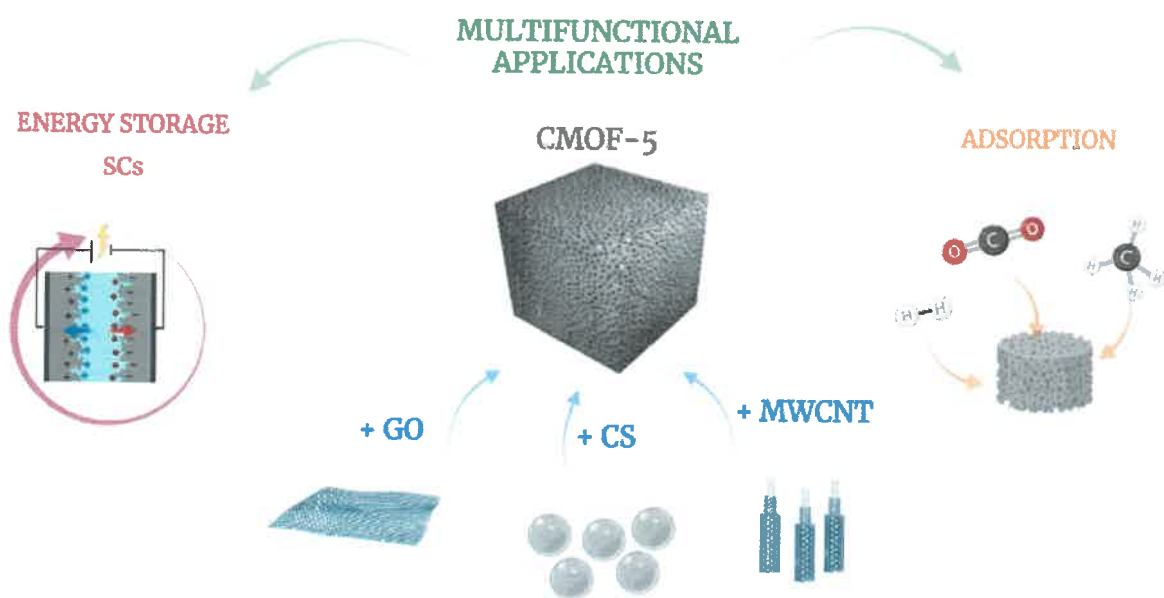 MULTIFUNCTIONAL
APPLICATIONS
ENERGY STORAGE
SCs
CMOF-5
ADSORPTION
O C O
H
C
H H
H
H-H
+ GO
+ CS
+ MWCNT